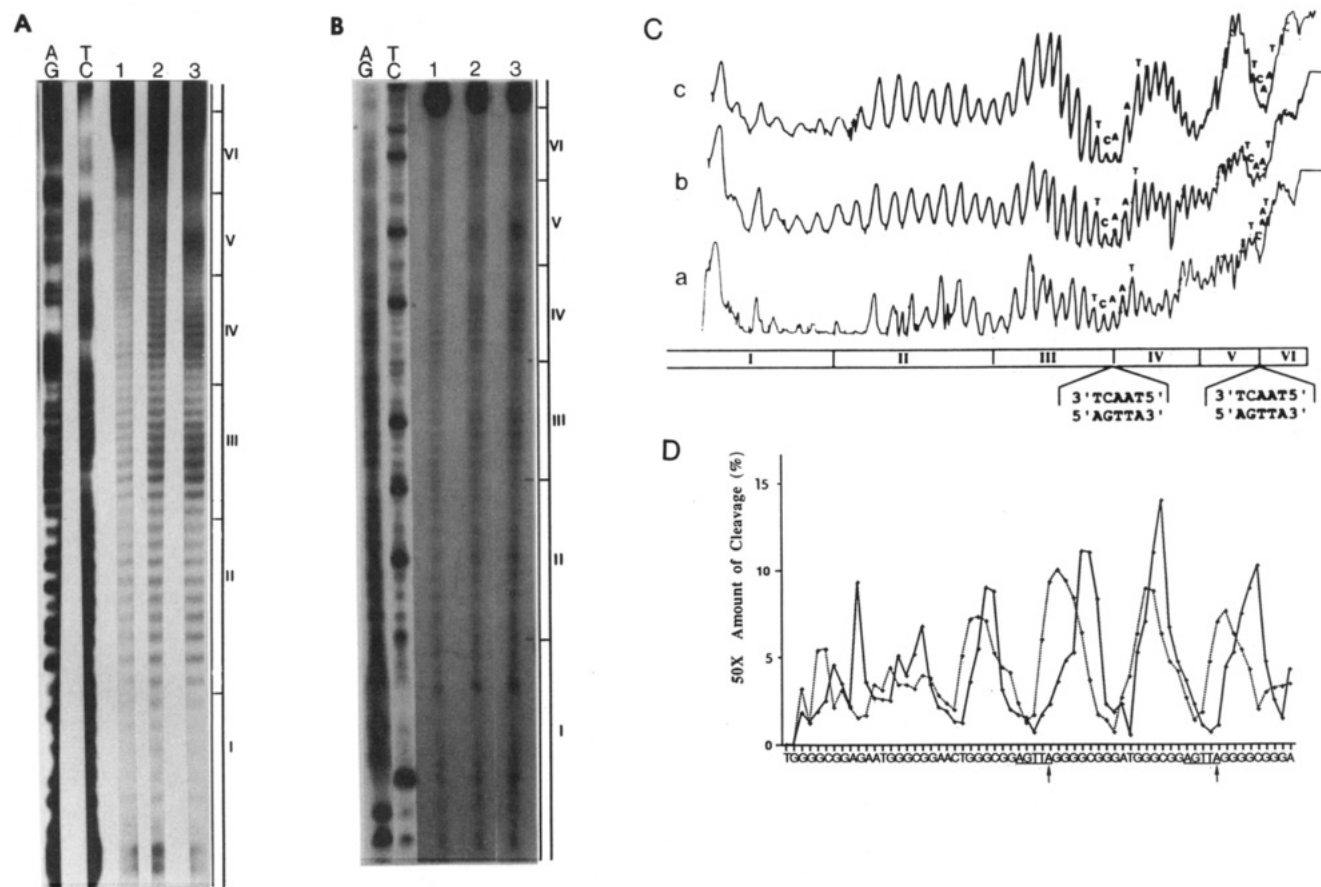 A
A G
T C
1 2 3
VI
V
IV
III
II
I
B
A G
T C
1 2 3
VI
V
IV
III
II
I
C
c
T C A A T
T C A A T
b
T C A A T
T C A A T
a
T C A A T
T C A A T
I II III IV V VI
3'TCAAT5' 3'TCAAT5'
5'AGTTA3' 5'AGTTA3'
D
50X Amount of Cleavage (%)
15
10
5
0
TGGGGCGGAGAATGGGCGGAACTGGGCGGAGTTAGGGGCGGGATGGGCGGAGTTAGGGGCGGGA